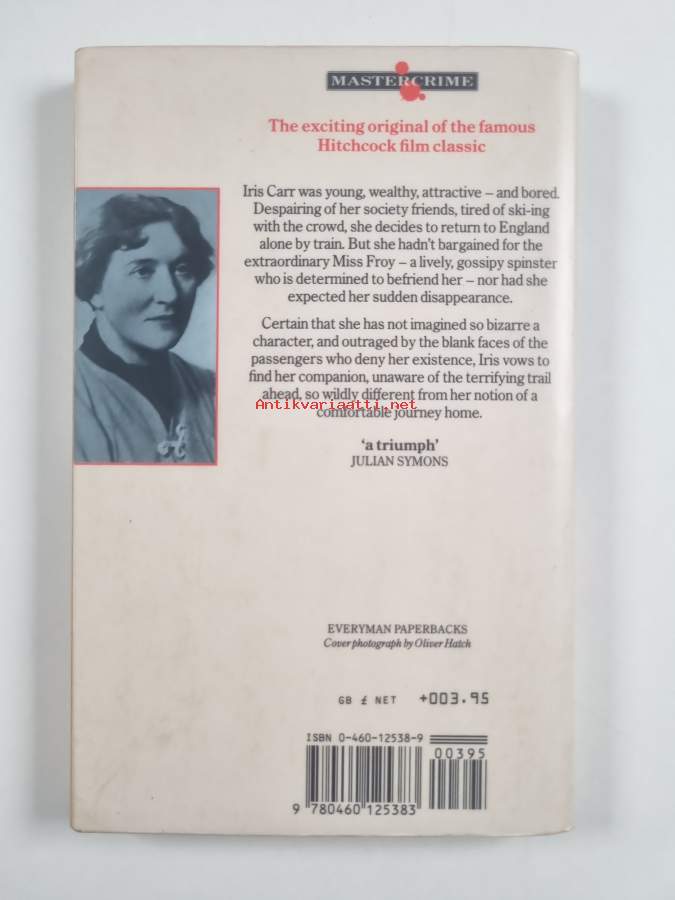 MASTERCRIME
The exciting original of the famous
Hitchcock film classic
Iris Carr was young, wealthy, attractive – and bored.
Despairing of her society friends, tired of ski-ing
with the crowd, she decides to return to England
alone by train. But she hadn't bargained for the
extraordinary Miss Froy – a lively, gossipy spinster
who is determined to befriend her – nor had she
expected her sudden disappearance.
Certain that she has not imagined so bizarre a
character, and outraged by the blank faces of the
passengers who deny her existence, Iris vows to
find her companion, unaware of the terrifying trail
ahead, so wildly different from her notion of a
Antikvariaatti.net
comfortable journey home.
'a triumph'
JULIAN SYMONS
EVERYMAN PAPERBACKS
Cover photograph by Oliver Hatch
GB £ NET +003.95
ISBN 0-460-12538-9
00395
9 780460 125383